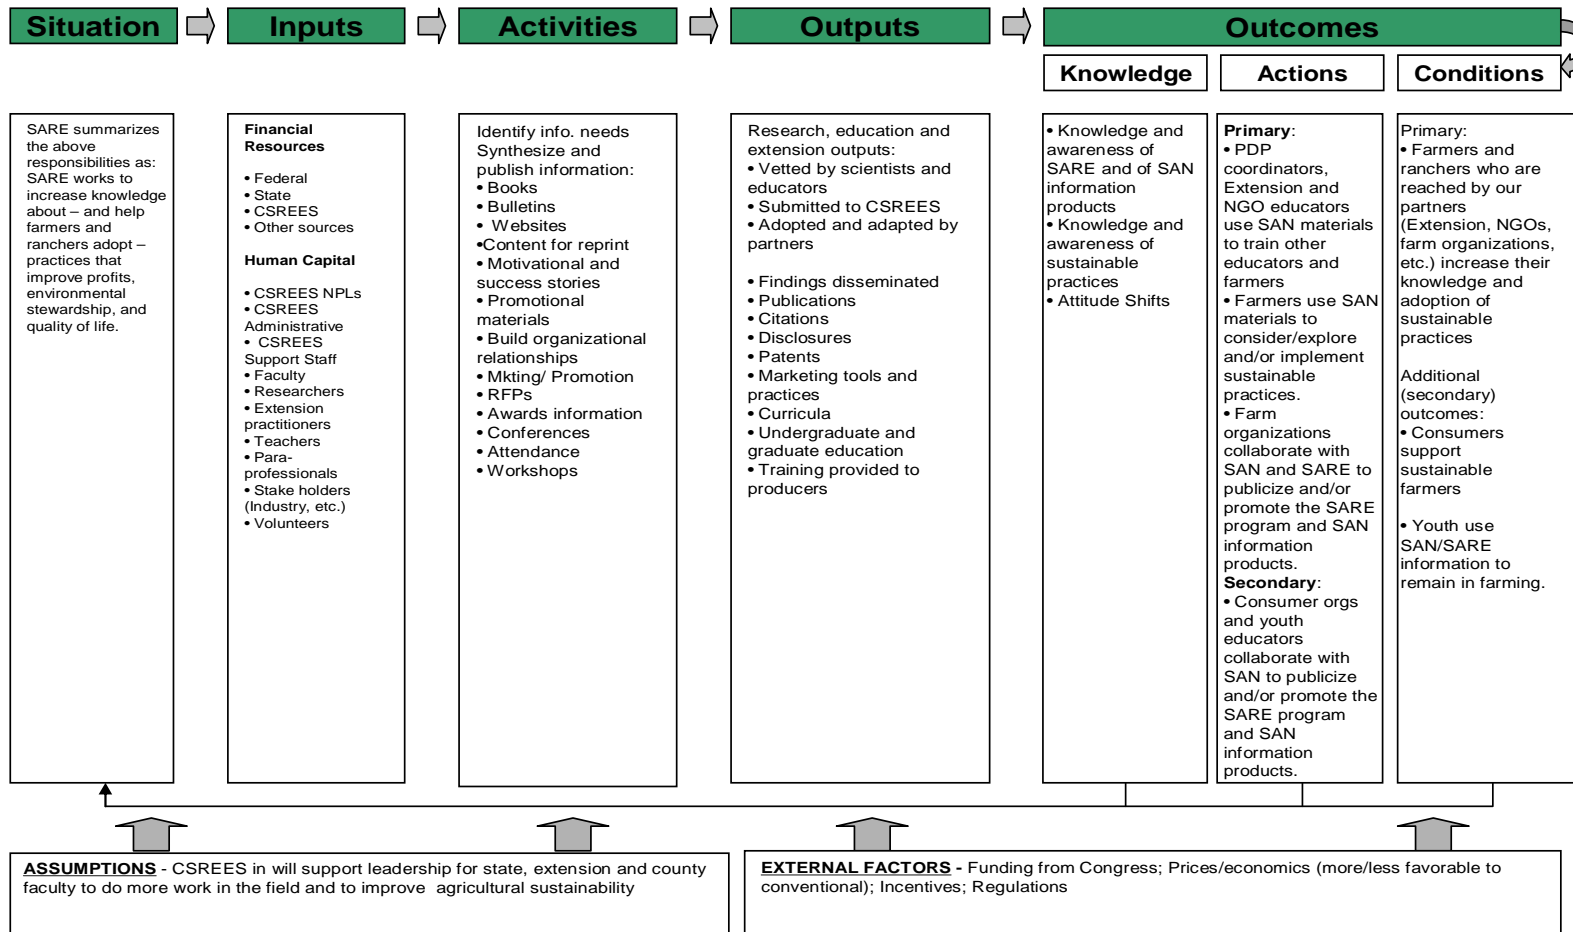 Situation
Inputs
Activities
Outputs
Outcomes
Knowledge
Actions
Conditions
SARE summarizes
the above
responsibilities as:
SARE works to
increase knowledge
about – and help
farmers and
ranchers adopt –
practices that
improve profits,
environmental
stewardship, and
quality of life.
Financial
Resources
• Federal
• State
• CSREES
• Other sources
Human Capital
• CSREES NPLs
• CSREES
Administrative
• CSREES
Support Staff
• Faculty
• Researchers
• Extension
practitioners
• Teachers
• Para-
professionals
• Stake holders
(Industry, etc.)
• Volunteers
Identify info. needs
Synthesize and
publish information:
• Books
• Bulletins
• Websites
•Content for reprint
• Motivational and
success stories
• Promotional
materials
• Build organizational
relationships
• Mkting/ Promotion
• RFPs
• Awards information
• Conferences
• Attendance
• Workshops
Research, education and
extension outputs:
• Vetted by scientists and
educators
• Submitted to CSREES
• Adopted and adapted by
partners
• Findings disseminated
• Publications
• Citations
• Disclosures
• Patents
• Marketing tools and
practices
• Curricula
• Undergraduate and
graduate education
• Training provided to
producers
• Knowledge and
awareness of
SARE and of SAN
information
products
• Knowledge and
awareness of
sustainable
practices
• Attitude Shifts
Primary:
• PDP
coordinators,
Extension and
NGO educators
use SAN materials
to train other
educators and
farmers
• Farmers use SAN
materials to
consider/explore
and/or implement
sustainable
practices.
• Farm
organizations
collaborate with
SAN and SARE to
publicize and/or
promote the SARE
program and SAN
information
products.
Secondary:
• Consumer orgs
and youth
educators
collaborate with
SAN to publicize
and/or promote the
SARE program
and SAN
information
products.
Primary:
• Farmers and
ranchers who are
reached by our
partners
(Extension, NGOs,
farm organizations,
etc.) increase their
knowledge and
adoption of
sustainable
practices
Additional
(secondary)
outcomes:
• Consumers
support
sustainable
farmers
• Youth use
SAN/SARE
information to
remain in farming.
ASSUMPTIONS - CSREES in will support leadership for state, extension and county
faculty to do more work in the field and to improve agricultural sustainability
EXTERNAL FACTORS - Funding from Congress; Prices/economics (more/less favorable to
conventional); Incentives; Regulations